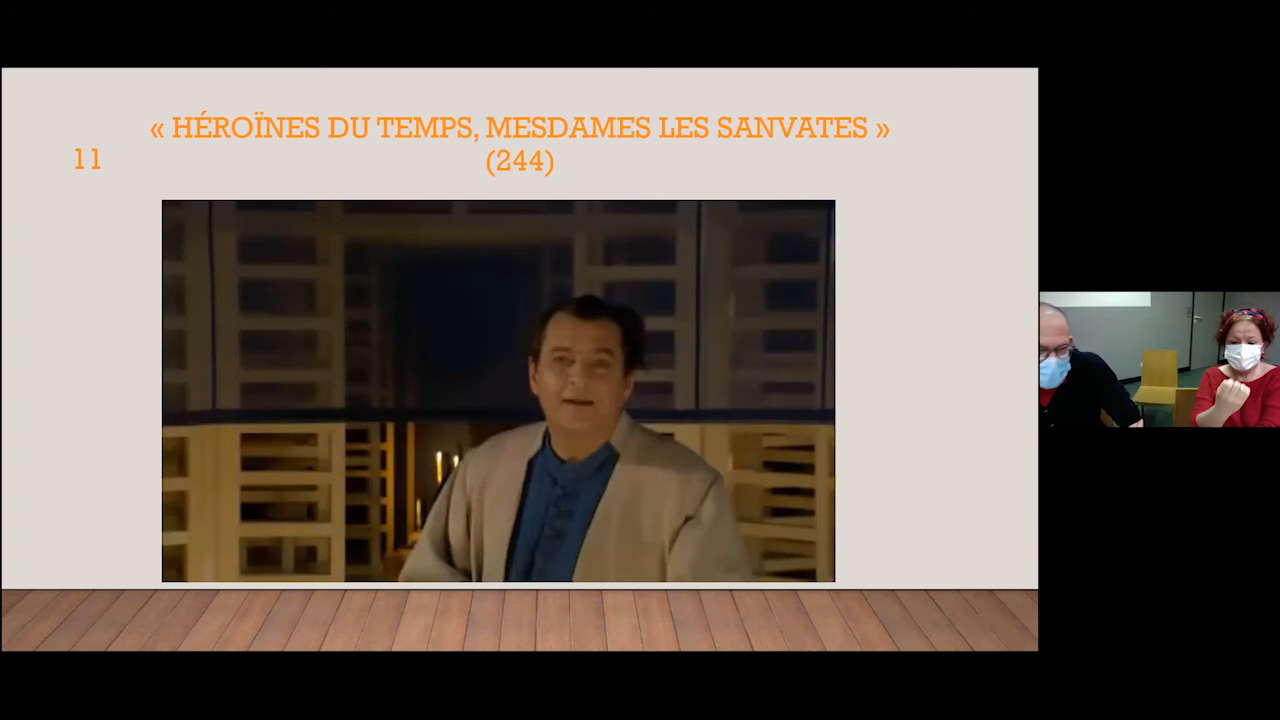 « HÉROÏNES DU TEMPS, MESDAMES LES SANVATES »
(244)
11